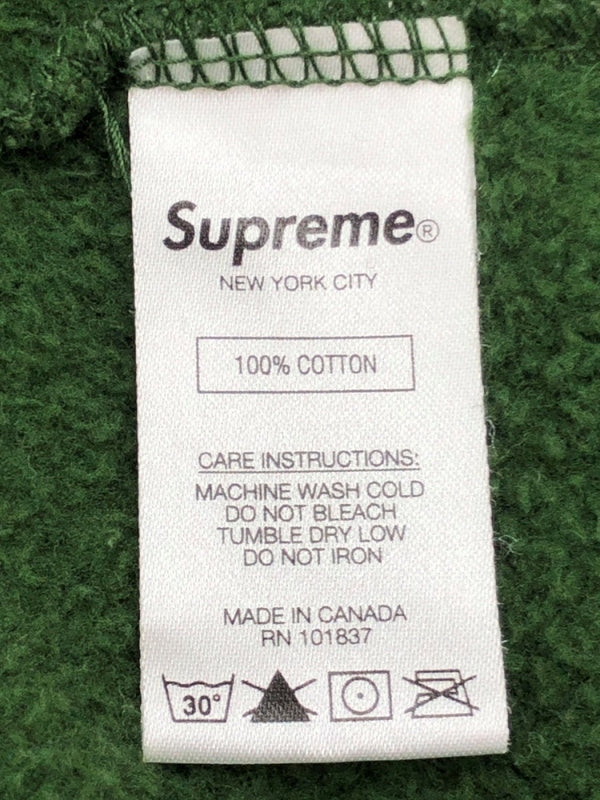 Supreme®
NEW YORK CITY
100% COTTON
CARE INSTRUCTIONS:
MACHINE WASH COLD
DO NOT BLEACH
TUMBLE DRY LOW
DO NOT IRON
MADE IN CANADA
RN 101837
30°